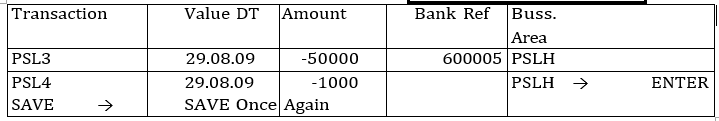 Transaction Value DT Amount Bank Ref Buss.
Area
PSL3 29.08.09 -50000 600005 PSLH
PSL4 29.08.09 -1000 PSLH → ENTER
SAVE → SAVE Once Again